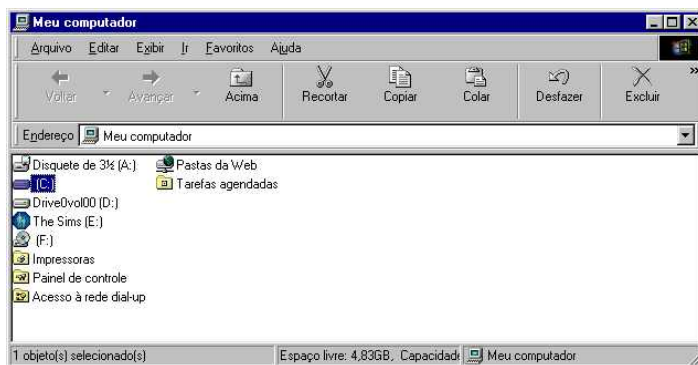 Meu computador
Arquivo Editar Exibir Ir Favoritos Ajuda
Voltar Avançar Acima Recortar Copiar Colar Desfazer Excluir »
Endereço Meu computador
Disquete de 3½ (A:) Pastas da Web
(C:) Tarefas agendadas
Drive0vol00 (D:)
The Sims (E:)
(F:)
Impressoras
Painel de controle
Acesso à rede dial-up
1 objeto(s) selecionado(s) Espaço livre: 4,83GB, Capacidade Meu computador